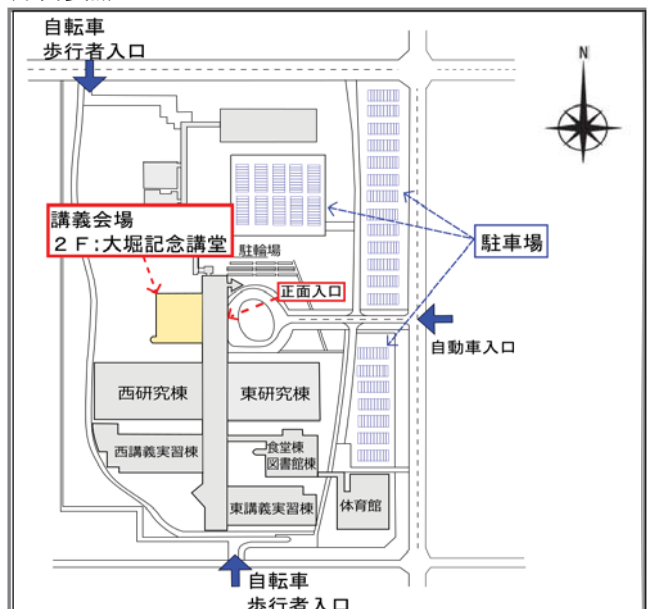 自転車
歩行者入口
N
講義会場
２Ｆ:大堀記念講堂
駐車場
駐輪場
正面入口
自動車入口
西研究棟
東研究棟
西講義実習棟
食堂棟
図書館棟
東講義実習棟
体育館
自転車
歩行者入口